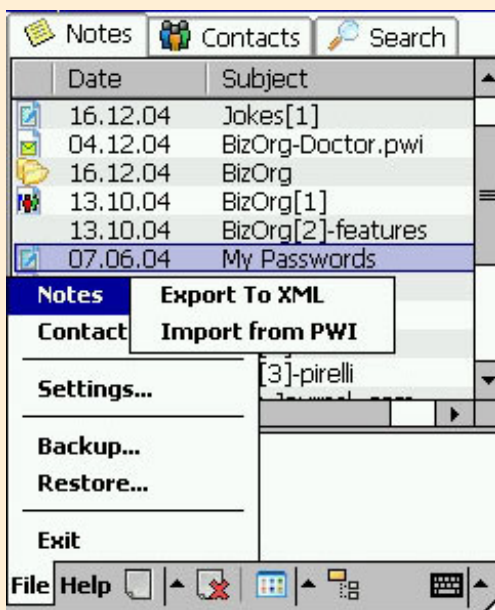 Notes Contacts Search
Date Subject
16.12.04 Jokes[1]
04.12.04 BizOrg-Doctor.pwi
16.12.04 BizOrg
13.10.04 BizOrg[1]
13.10.04 BizOrg[2]-features
07.06.04 My Passwords
Notes Export To XML
Contact Import from PWI
[3]-pirelli
Settings...
Backup...
Restore...
Exit
File Help